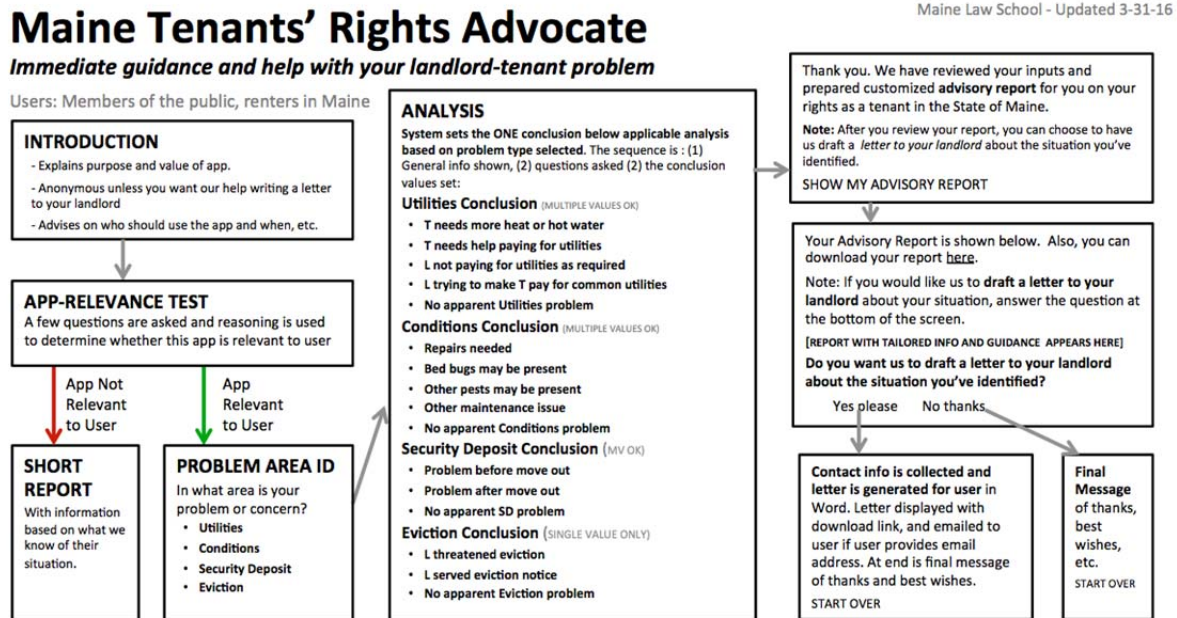 Maine Law School - Updated 3-31-16
Maine Tenants’ Rights Advocate
Immediate guidance and help with your landlord-tenant problem
Users: Members of the public, renters in Maine
INTRODUCTION
- Explains purpose and value of app.
- Anonymous unless you want our help writing a letter
to your landlord
- Advises on who should use the app and when, etc.
APP-RELEVANCE TEST
A few questions are asked and reasoning is used
to determine whether this app is relevant to user
App Not
Relevant
to User
App
Relevant
to User
SHORT
REPORT
With information
based on what we
know of their
situation.
PROBLEM AREA ID
In what area is your
problem or concern?
• Utilities
• Conditions
• Security Deposit
• Eviction
ANALYSIS
System sets the ONE conclusion below applicable analysis
based on problem type selected. The sequence is : (1)
General info shown, (2) questions asked (2) the conclusion
values set:
Utilities Conclusion (MULTIPLE VALUES OK)
• T needs more heat or hot water
• T needs help paying for utilities
• L not paying for utilities as required
• L trying to make T pay for common utilities
• No apparent Utilities problem
Conditions Conclusion (MULTIPLE VALUES OK)
• Repairs needed
• Bed bugs may be present
• Other pests may be present
• Other maintenance issue
• No apparent Conditions problem
Security Deposit Conclusion (MV OK)
• Problem before move out
• Problem after move out
• No apparent SD problem
Eviction Conclusion (SINGLE VALUE ONLY)
• L threatened eviction
• L served eviction notice
• No apparent Eviction problem
Thank you. We have reviewed your inputs and
prepared customized advisory report for you on your
rights as a tenant in the State of Maine.
Note: After you review your report, you can choose to have
us draft a letter to your landlord about the situation you’ve
identified.
SHOW MY ADVISORY REPORT
Your Advisory Report is shown below. Also, you can
download your report here.
Note: If you would like us to draft a letter to your
landlord about your situation, answer the question at
the bottom of the screen.
[REPORT WITH TAILORED INFO AND GUIDANCE APPEARS HERE]
Do you want us to draft a letter to your landlord
about the situation you’ve identified?
Yes please No thanks
Contact info is collected and
letter is generated for user in
Word. Letter displayed with
download link, and emailed to
user if user provides email
address. At end is final message
of thanks and best wishes.
START OVER
Final
Message
of thanks,
best
wishes,
etc.
START OVER